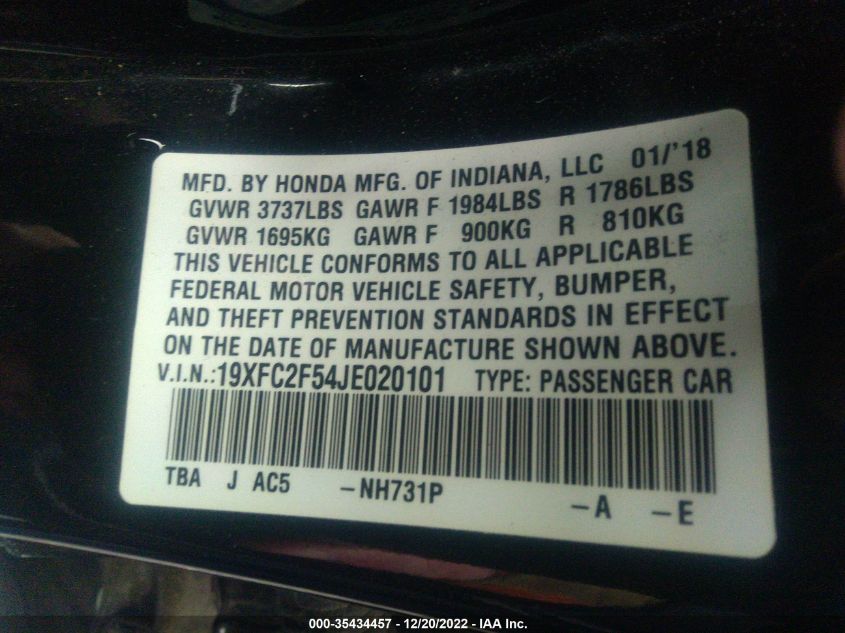 MFD. BY HONDA MFG. OF INDIANA, LLC 01/'18
GVWR 3737LBS GAWR F 1984LBS R 1786LBS
GVWR 1695KG GAWR F 900KG R 810KG
THIS VEHICLE CONFORMS TO ALL APPLICABLE
FEDERAL MOTOR VEHICLE SAFETY, BUMPER,
AND THEFT PREVENTION STANDARDS IN EFFECT
ON THE DATE OF MANUFACTURE SHOWN ABOVE.
V.I.N.:19XFC2F54JE020101 TYPE: PASSENGER CAR
TBA J AC5 -NH731P -A -E
000-35434457 - 12/20/2022 - IAA Inc.